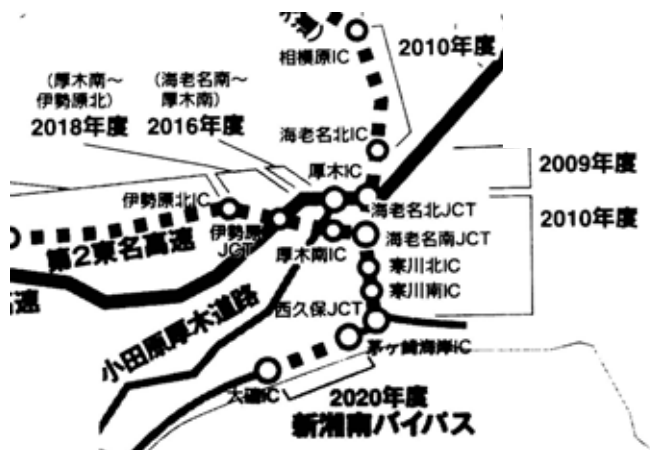 2010年度
相模原IC
(厚木南~
伊勢原北)
2018年度
(海老名南~
厚木南)
2016年度
海老名北IC
厚木IC
2009年度
伊勢原北IC
海老名北JCT
2010年度
伊勢原
JCT
海老名南JCT
第2東名高速
厚木南IC
寒川北IC
寒川南IC
高速
西久保JCT
小田原厚木道路
茅ヶ崎海岸IC
大磯IC
2020年度
新湘南バイパス